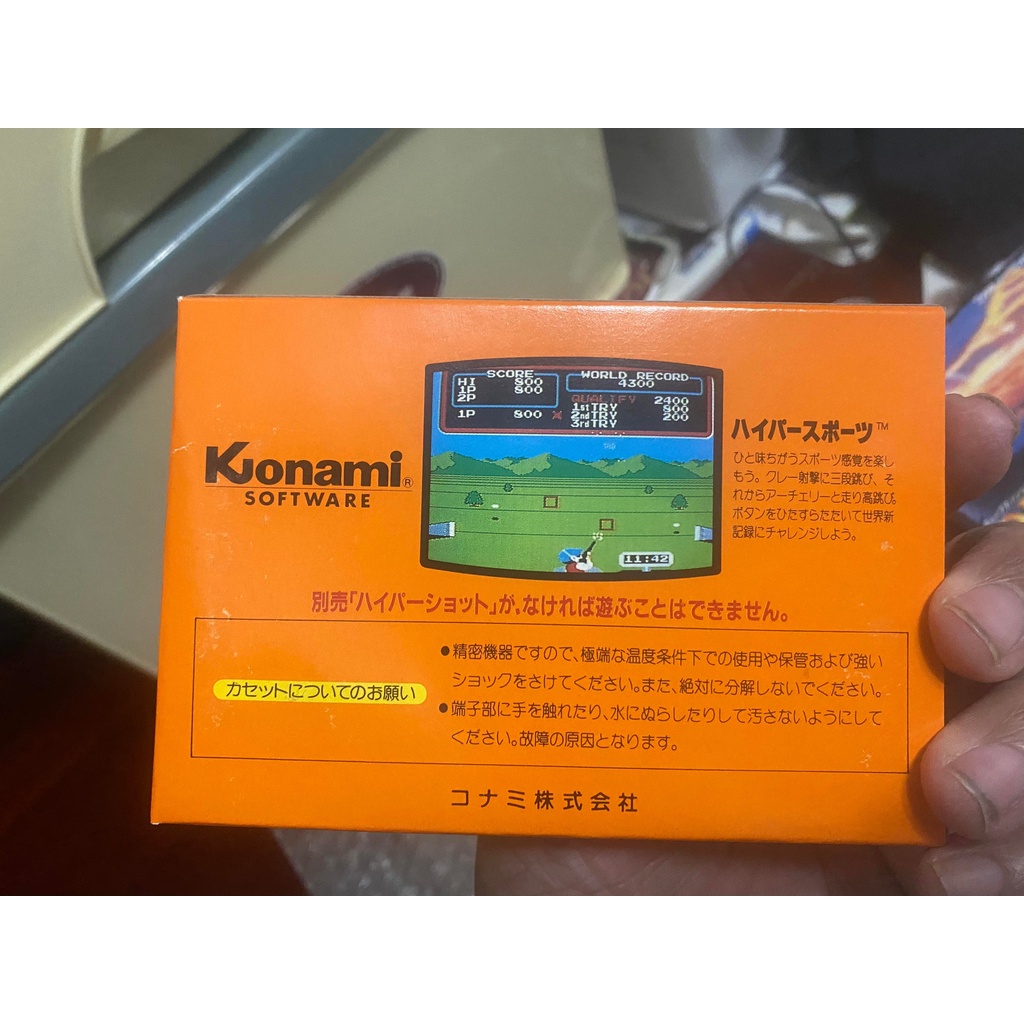 Konami®
SOFTWARE
SCORE
HI 800
1P 800
2P
1P 800
WORLD RECORD
4300
QUALIFY 2400
1stTRY 800
2ndTRY 200
3rdTRY
11:42
ハイパースポーツ™
ひと味ちがうスポーツ感覚を楽し
もう。クレー射撃に三段跳び、そ
れからアーチェリーと走り高跳び。
ボタンをひたすらたたいて世界新
記録にチャレンジしよう。
別売「ハイパーショット」が、なければ遊ぶことはできません。
カセットについてのお願い
●精密機器ですので、極端な温度条件下での使用や保管および強い
ショックをさけてください。また、絶対に分解しないでください。
●端子部に手を触れたり、水にぬらしたりして汚さないようにして
ください。故障の原因となります。
コナミ株式会社